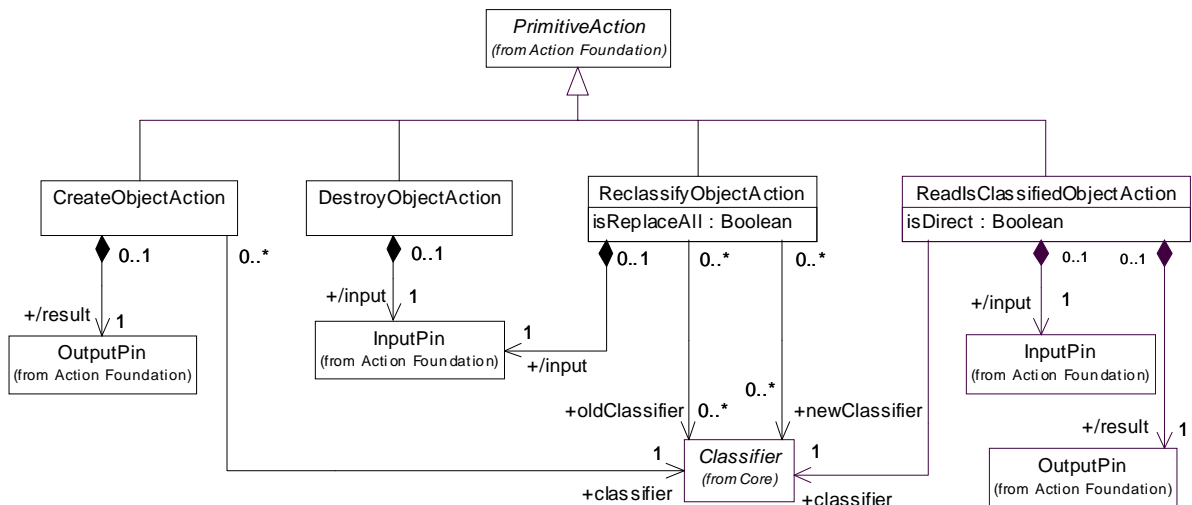 PrimitiveAction
(from Action Foundation)
CreateObjectAction
DestroyObjectAction
ReclassifyObjectAction
isReplaceAll : Boolean
ReadIsClassifiedObjectAction
isDirect : Boolean
0..1
0..*
0..1
0..1
0..*
0..*
0..1
0..1
+/result
1
+/input
1
1
+/input
+/input
1
OutputPin
(from Action Foundation)
InputPin
(from Action Foundation)
InputPin
(from Action Foundation)
+oldClassifier
0..*
0..*
+newClassifier
+/result
1
1
+classifier
Classifier
(from Core)
1
+classifier
OutputPin
(from Action Foundation)